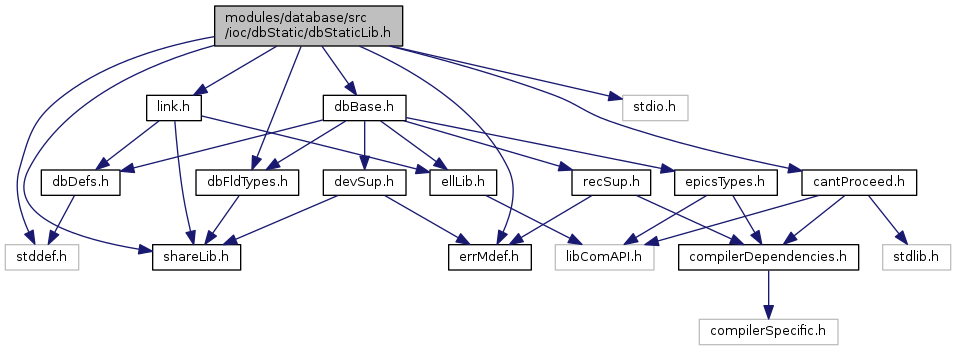 modules/database/src
/ioc/dbStatic/dbStaticLib.h
link.h
dbBase.h
stdio.h
dbDefs.h
dbFldTypes.h
devSup.h
ellLib.h
recSup.h
epicsTypes.h
cantProceed.h
stddef.h
shareLib.h
errMdef.h
libComAPI.h
compilerDependencies.h
stdlib.h
compilerSpecific.h